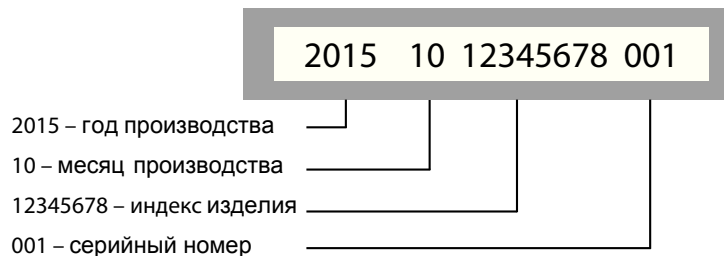 2015 10 12345678 001
2015 – год производства
10 – месяц производства
12345678 – индекс изделия
001 – серийный номер